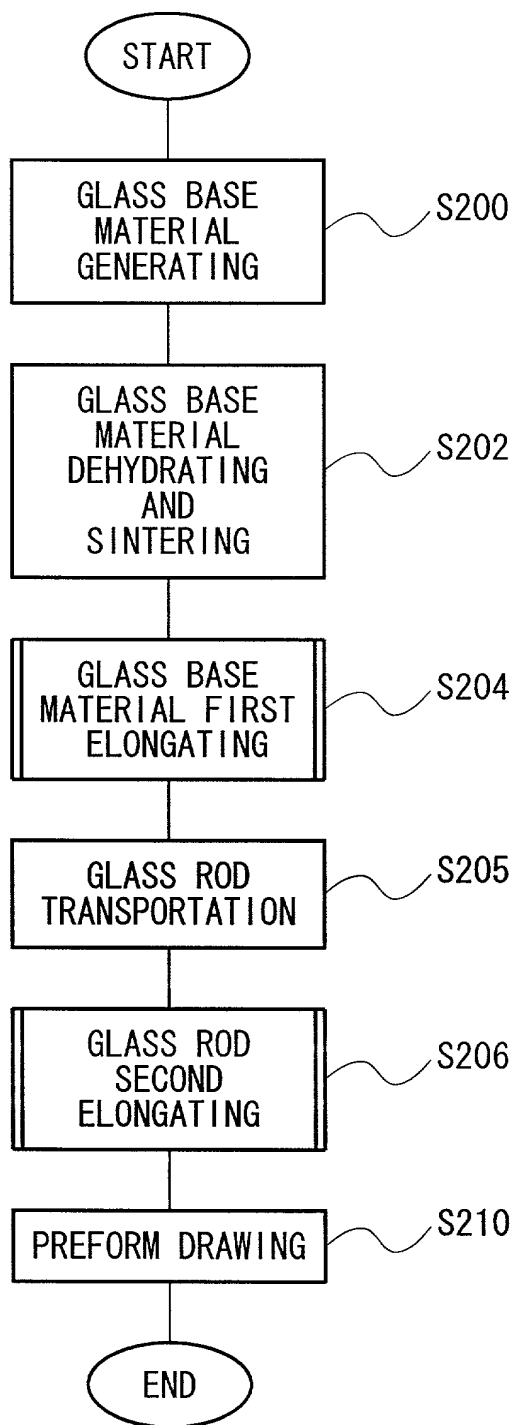 START
GLASS BASE
MATERIAL
GENERATING
S200
GLASS BASE
MATERIAL
DEHYDRATING
AND
SINTERING
S202
GLASS BASE
MATERIAL FIRST
ELONGATING
S204
GLASS ROD
TRANSPORTATION
S205
GLASS ROD
SECOND
ELONGATING
S206
PREFORM DRAWING
S210
END